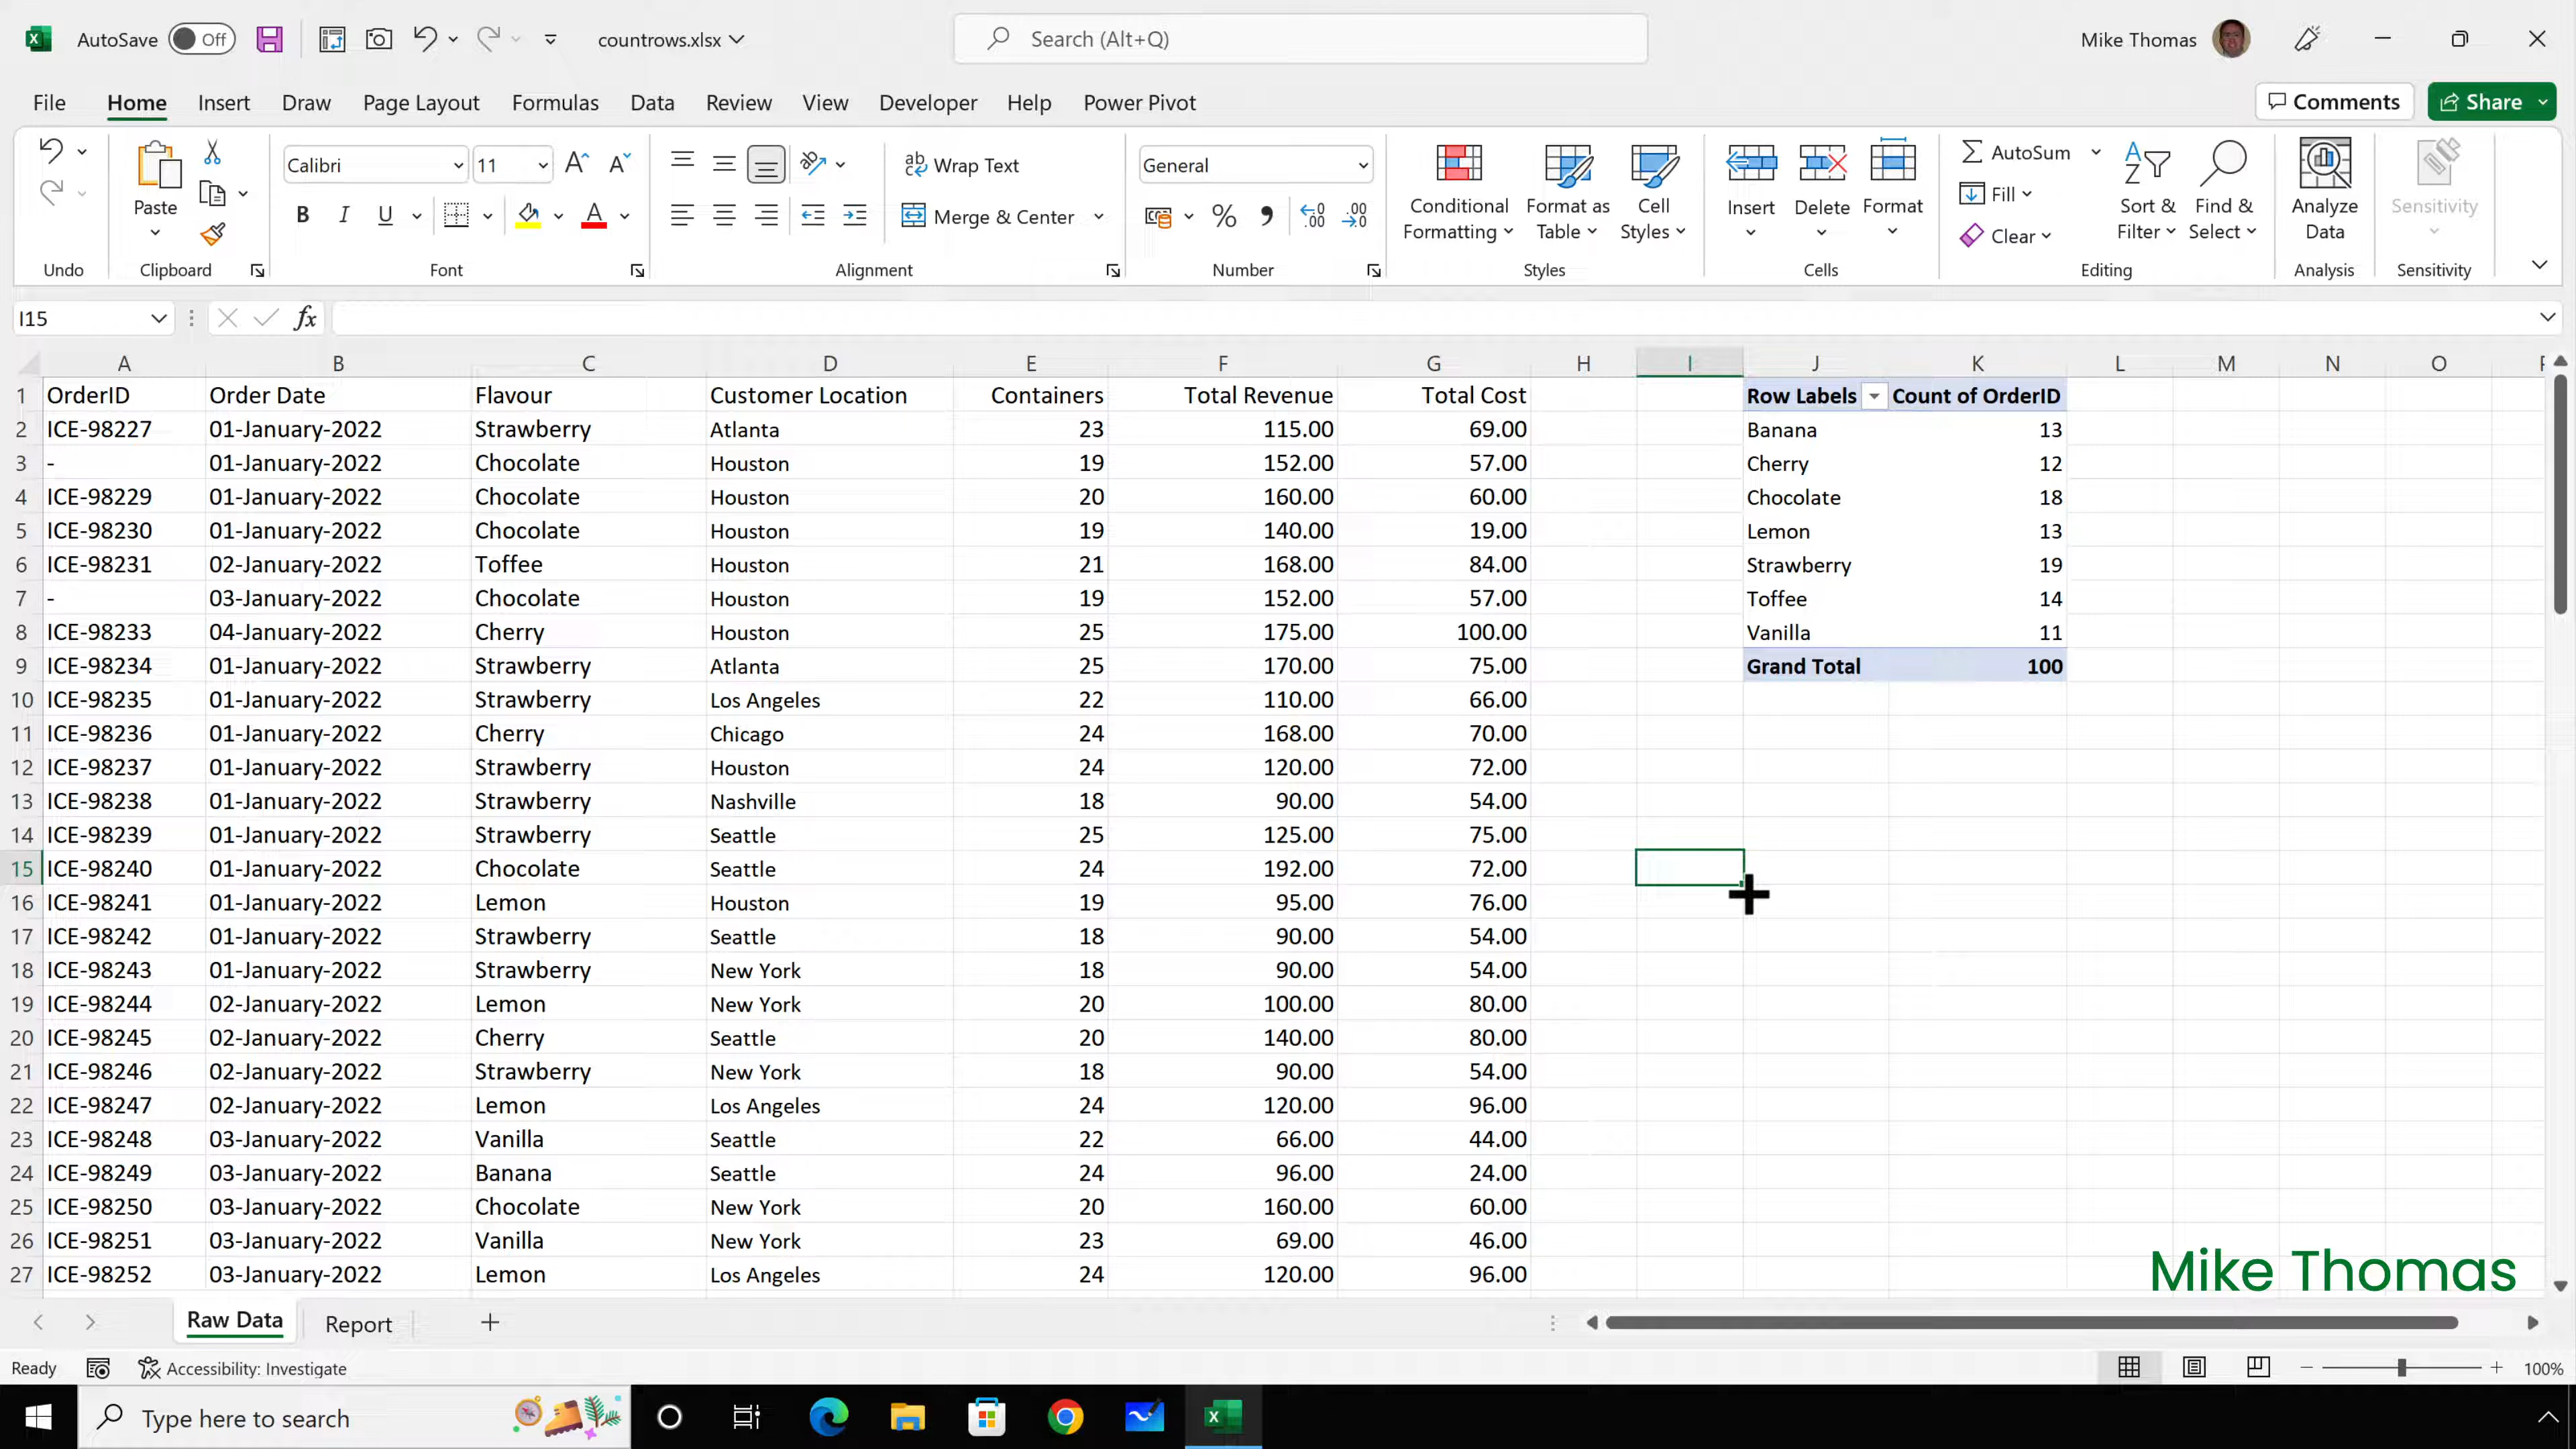 AutoSave Off countrows.xlsx Search (Alt+Q) Mike Thomas
File Home Insert Draw Page Layout Formulas Data Review View Developer Help Power Pivot Comments Share
Calibri 11 Wrap Text General AutoSum
Paste Conditional Format as Cell Insert Delete Format Fill Sort & Find & Analyze Sensitivity
B I U A Merge & Center % Formatting Table Styles Clear Filter Select Data
Undo Clipboard Font Alignment Number Styles Cells Editing Analysis Sensitivity
I15 fx
A B C D E F G H I J K L M N O
1 OrderID Order Date Flavour Customer Location Containers Total Revenue Total Cost Row Labels Count of OrderID
2 ICE-98227 01-January-2022 Strawberry Atlanta 23 115.00 69.00 Banana 13
3 - 01-January-2022 Chocolate Houston 19 152.00 57.00 Cherry 12
4 ICE-98229 01-January-2022 Chocolate Houston 20 160.00 60.00 Chocolate 18
5 ICE-98230 01-January-2022 Chocolate Houston 19 140.00 19.00 Lemon 13
6 ICE-98231 02-January-2022 Toffee Houston 21 168.00 84.00 Strawberry 19
7 - 03-January-2022 Chocolate Houston 19 152.00 57.00 Toffee 14
8 ICE-98233 04-January-2022 Cherry Houston 25 175.00 100.00 Vanilla 11
9 ICE-98234 01-January-2022 Strawberry Atlanta 25 170.00 75.00 Grand Total 100
10 ICE-98235 01-January-2022 Strawberry Los Angeles 22 110.00 66.00
11 ICE-98236 01-January-2022 Cherry Chicago 24 168.00 70.00
12 ICE-98237 01-January-2022 Strawberry Houston 24 120.00 72.00
13 ICE-98238 01-January-2022 Strawberry Nashville 18 90.00 54.00
14 ICE-98239 01-January-2022 Strawberry Seattle 25 125.00 75.00
15 ICE-98240 01-January-2022 Chocolate Seattle 24 192.00 72.00
16 ICE-98241 01-January-2022 Lemon Houston 19 95.00 76.00
17 ICE-98242 01-January-2022 Strawberry Seattle 18 90.00 54.00
18 ICE-98243 01-January-2022 Strawberry New York 18 90.00 54.00
19 ICE-98244 02-January-2022 Lemon New York 20 100.00 80.00
20 ICE-98245 02-January-2022 Cherry Seattle 20 140.00 80.00
21 ICE-98246 02-January-2022 Strawberry New York 18 90.00 54.00
22 ICE-98247 02-January-2022 Lemon Los Angeles 24 120.00 96.00
23 ICE-98248 03-January-2022 Vanilla Seattle 22 66.00 44.00
24 ICE-98249 03-January-2022 Banana Seattle 24 96.00 24.00
25 ICE-98250 03-January-2022 Chocolate New York 20 160.00 60.00
26 ICE-98251 03-January-2022 Vanilla New York 23 69.00 46.00
27 ICE-98252 03-January-2022 Lemon Los Angeles 24 120.00 96.00
Mike Thomas
Raw Data Report
Ready Accessibility: Investigate 100%
Type here to search